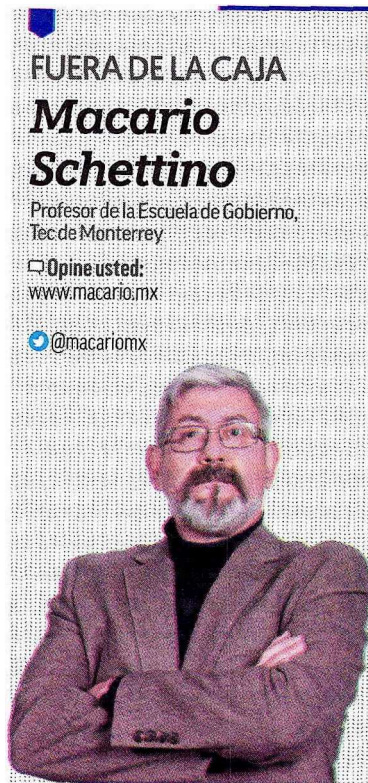 FUERA DE LA CAJA
Macario
Schettino
Profesor de la Escuela de Gobierno,
Tec de Monterrey
Opine usted:
www.macario.mx
@macariomx